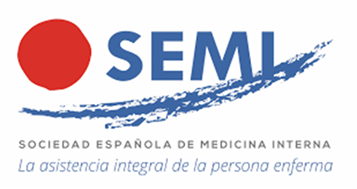 SEMI
SOCIEDAD ESPAÑOLA DE MEDICINA INTERNA
La asistencia integral de la persona enferma